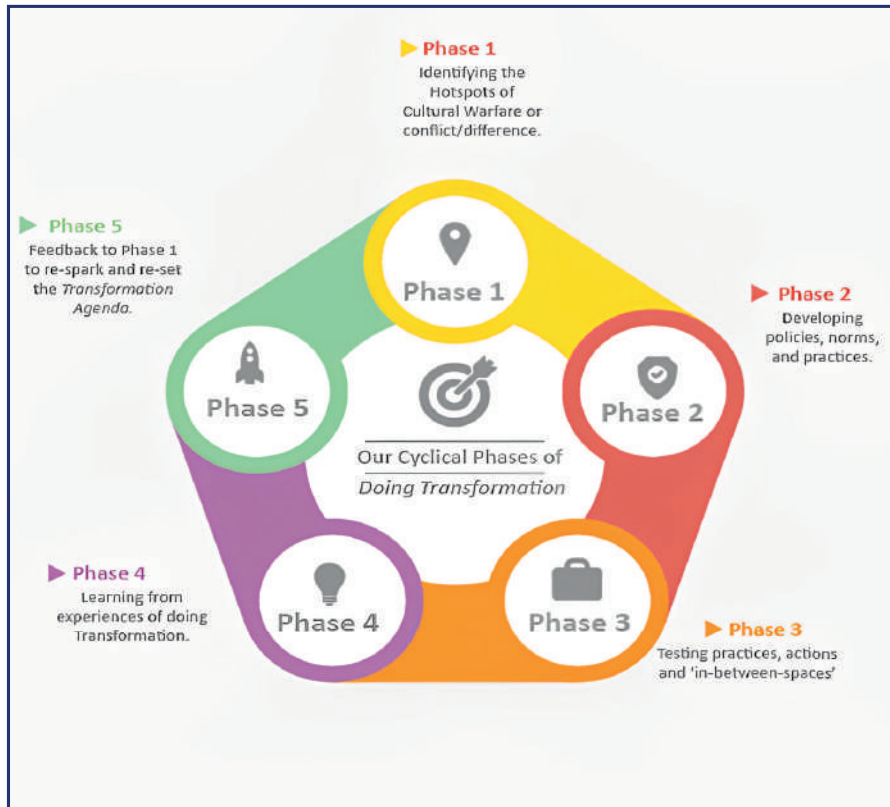 Phase 1
Identifying the
Hotspots of
Cultural Warfare or
conflict/difference.
Phase 5
Feedback to Phase 1
to re-spark and re-set
the Transformation
Agenda.
Phase 2
Developing
policies, norms,
and practices.
Phase 1
Phase 5
Phase 2
Our Cyclical Phases of
Doing Transformation
Phase 4
Learning from
experiences of doing
Transformation.
Phase 4
Phase 3
Phase 3
Testing practices, actions
and ‘in-between-spaces’